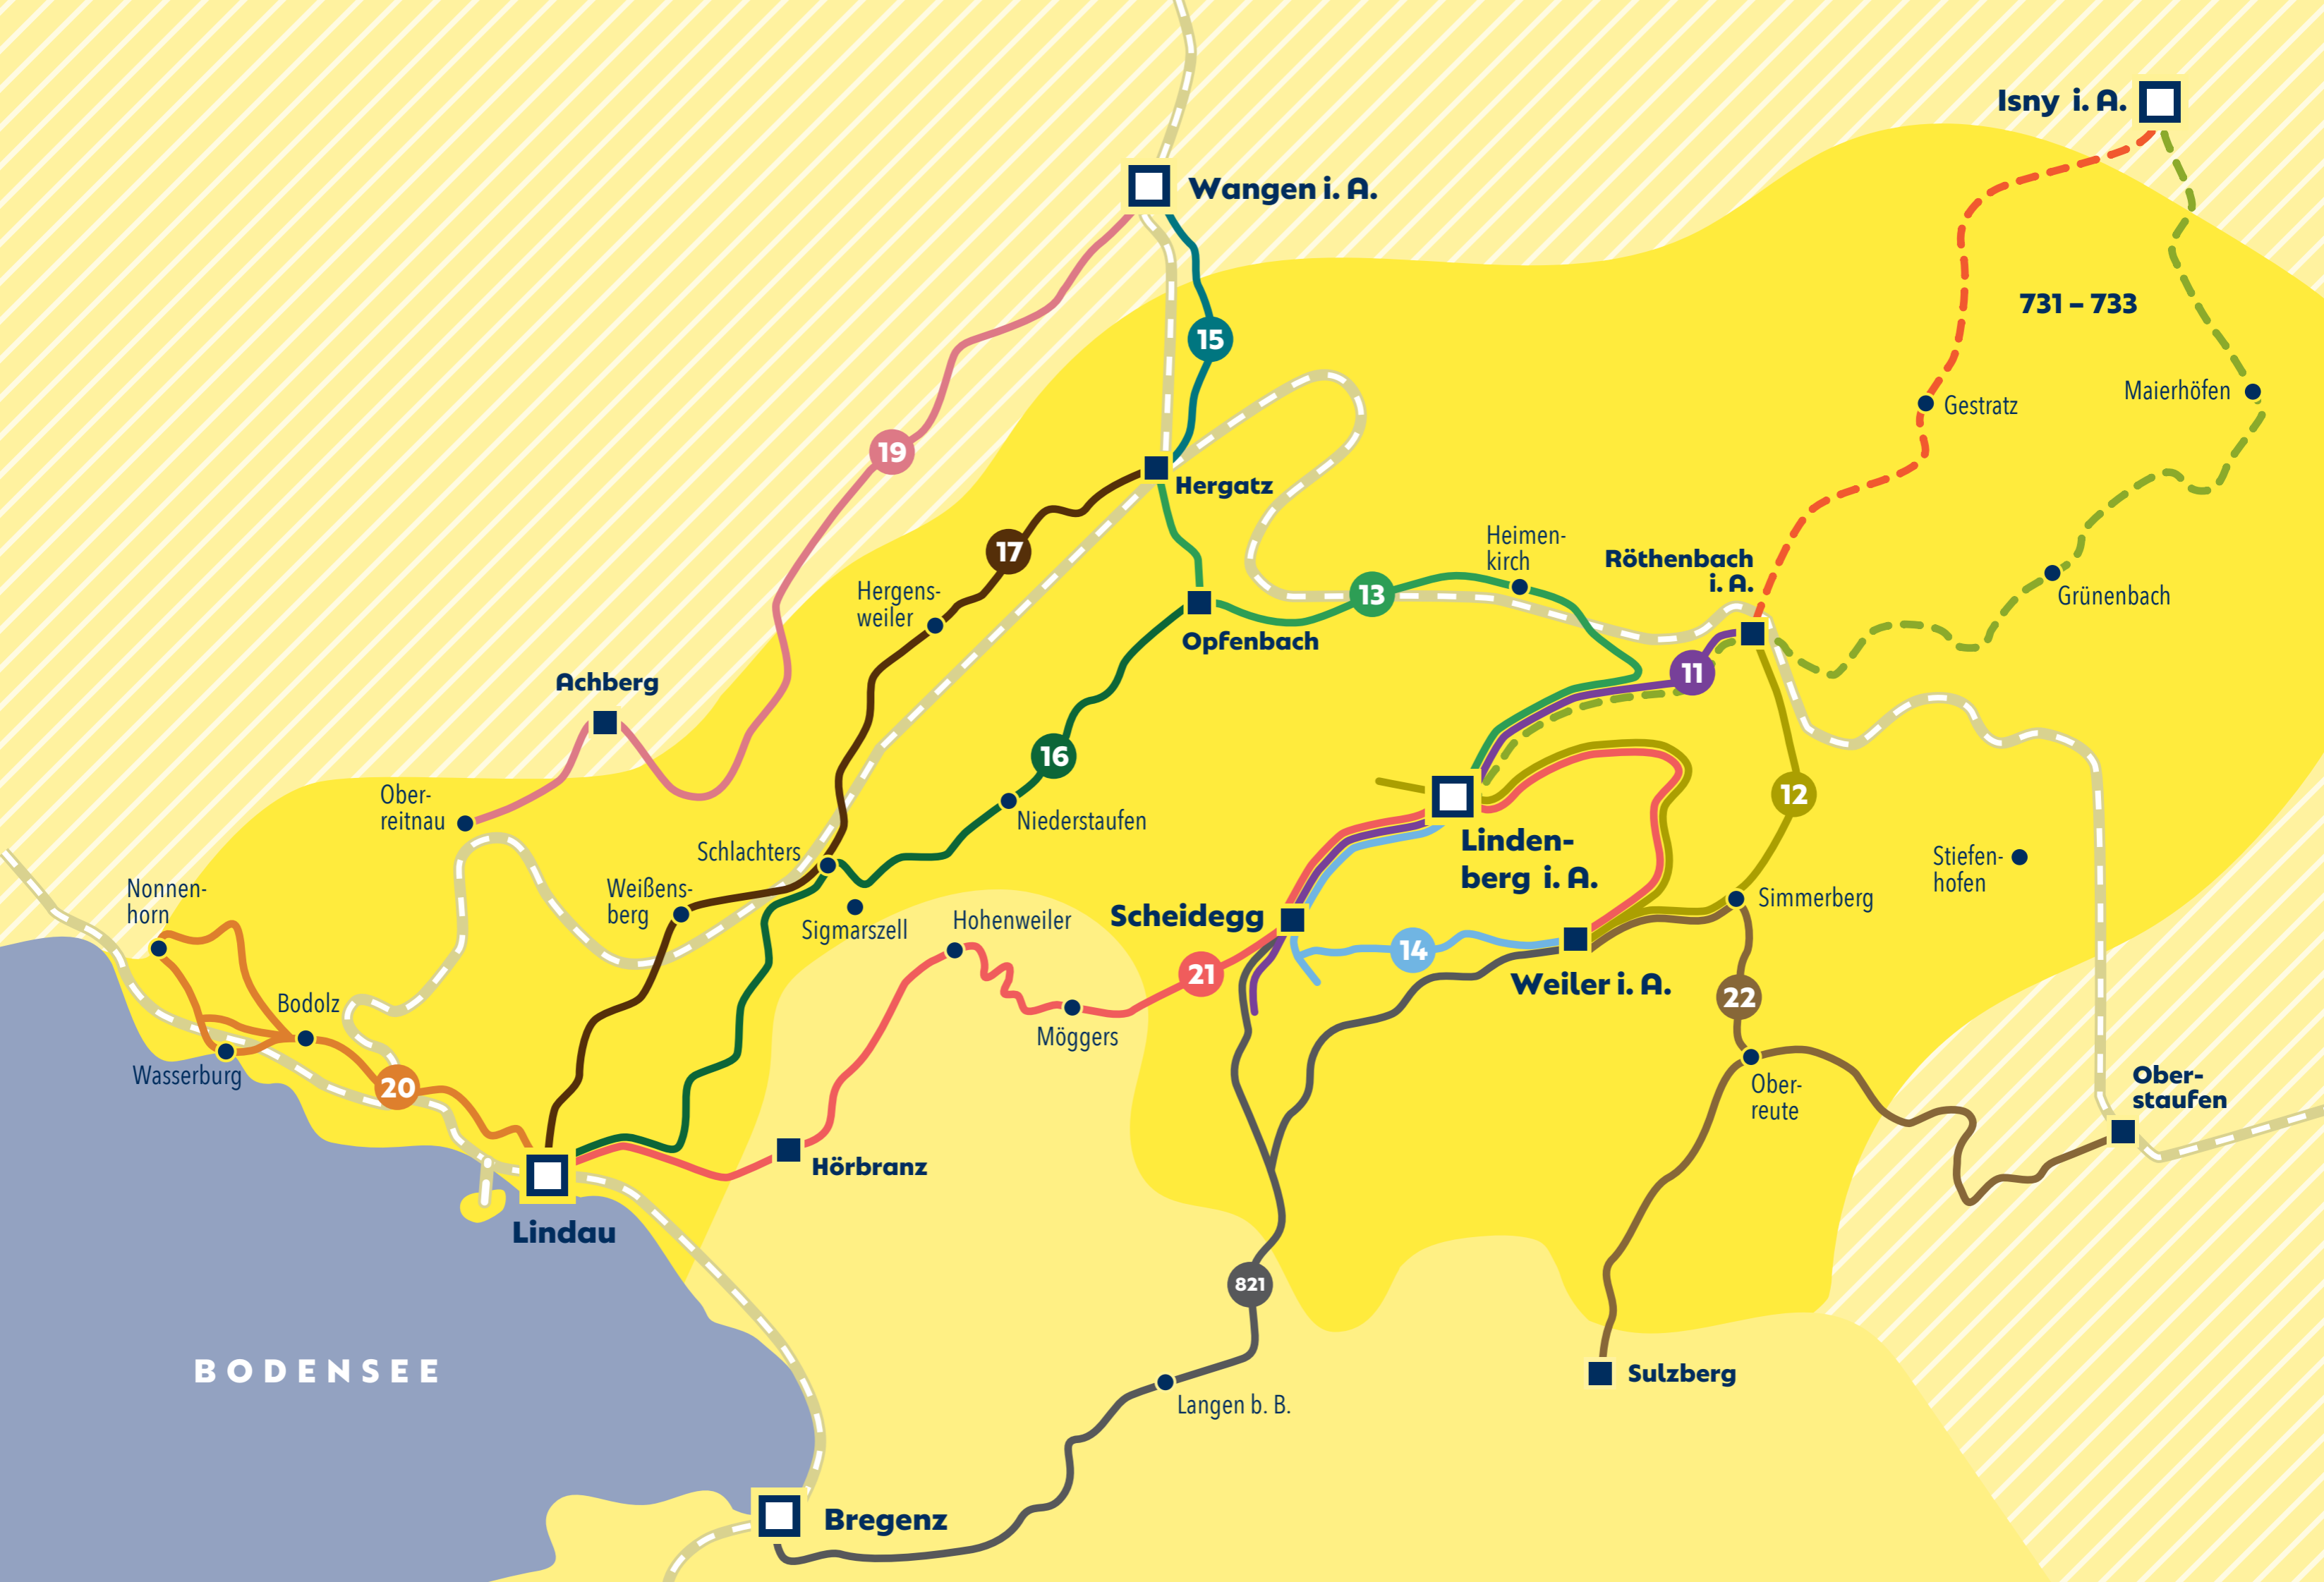 Isny i. A.
Wangen i. A.
731 – 733
15
Maierhöfen
Gestratz
19
Hergatz
17
Heimen-
kirch
Röthenbach
i. A.
Hergens-
weiler
13
Grünenbach
Opfenbach
11
Achberg
16
12
Ober-
reitnau
Niederstaufen
Linden-
berg i. A.
Schlachters
Stiefen-
hofen
Nonnen-
horn
Weißens-
berg
Simmerberg
Scheidegg
Sigmarszell
Hohenweiler
14
21
Weiler i. A.
22
Bodolz
Möggers
Wasserburg
20
Ober-
reute
Ober-
staufen
Hörbranz
Lindau
821
BODENSEE
Sulzberg
Langen b. B.
Bregenz